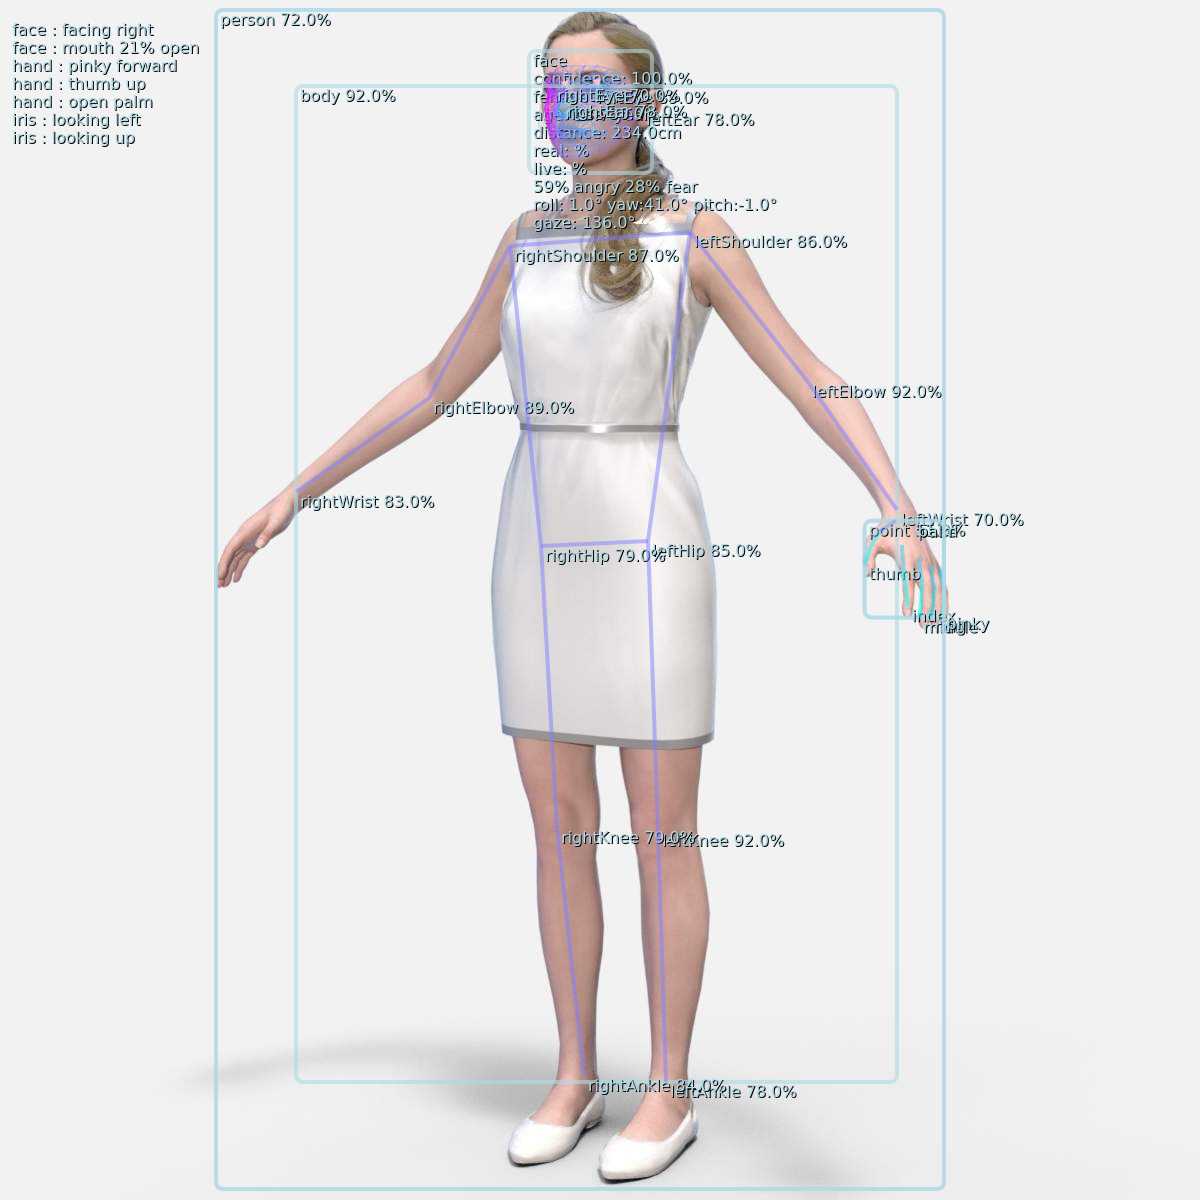 face : facing right
face : mouth 21% open
hand : pinky forward
hand : thumb up
hand : open palm
iris : looking left
iris : looking up
person 72.0%
body 92.0%
face
confidence: 100.0%
leftEar 78.0%
distance: 234.0cm
real: %
live: %
59% angry 28% fear
roll: 1.0° yaw:41.0° pitch:-1.0°
gaze: 136.0°
leftShoulder 86.0%
rightShoulder 87.0%
leftElbow 92.0%
rightElbow 89.0%
rightWrist 83.0%
leftWrist 70.0%
point
palm
thumb
rightHip 79.0%
leftHip 85.0%
index
pinky
rightKnee 79.0%
leftKnee 92.0%
rightAnkle 84.0%
leftAnkle 78.0%